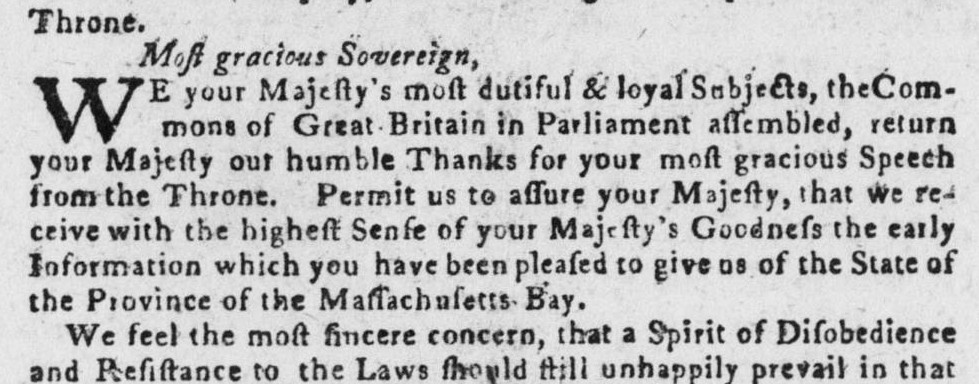 Throne.
Moſt gracious Sovereign,
WE your Majeſty's moſt dutiful & loyal Subjects, the Com-
mons of Great Britain in Parliament aſſembled, return
your Majeſty our humble Thanks for your moſt gracious Speech
from the Throne. Permit us to aſſure your Majeſty, that we re-
ceive with the higheſt Senſe of your Majeſty's Goodneſs the early
Information which you have been pleaſed to give us of the State of
the Province of the Maſſachuſetts-Bay.
We feel the moſt ſincere concern, that a Spirit of Diſobedience
and Reſiſtance to the Laws ſhould ſtill unhappily prevail in that